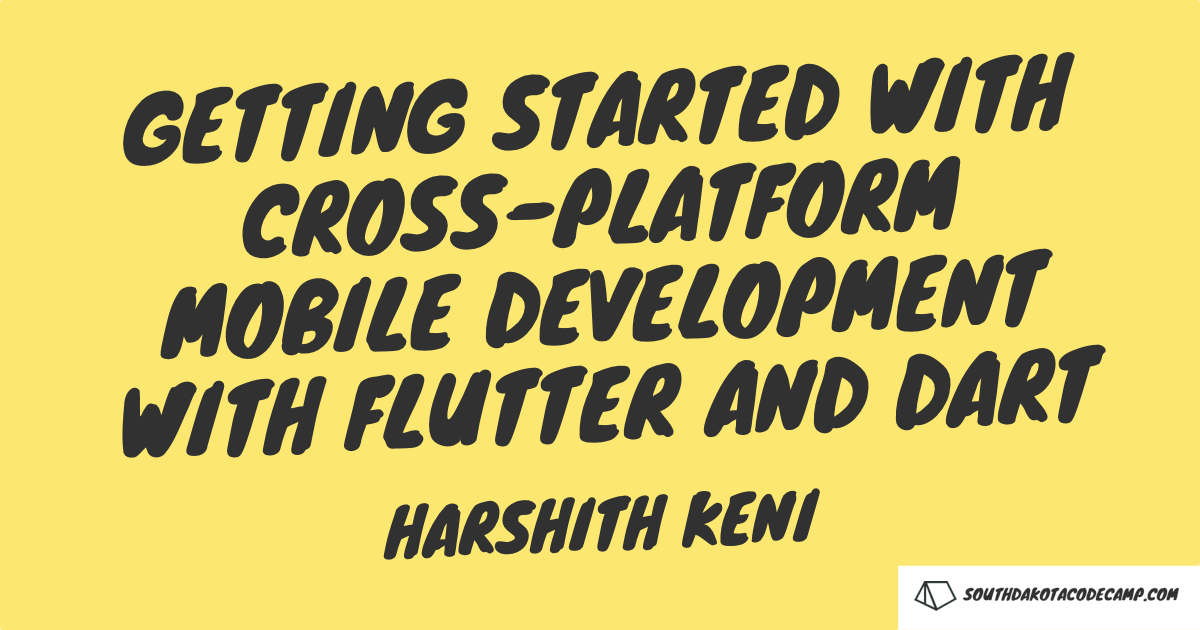 GETTING STARTED WITH
CROSS-PLATFORM
MOBILE DEVELOPMENT
WITH FLUTTER AND DART
HARSHITH KENI
SOUTHDAKOTACODECAMP.COM